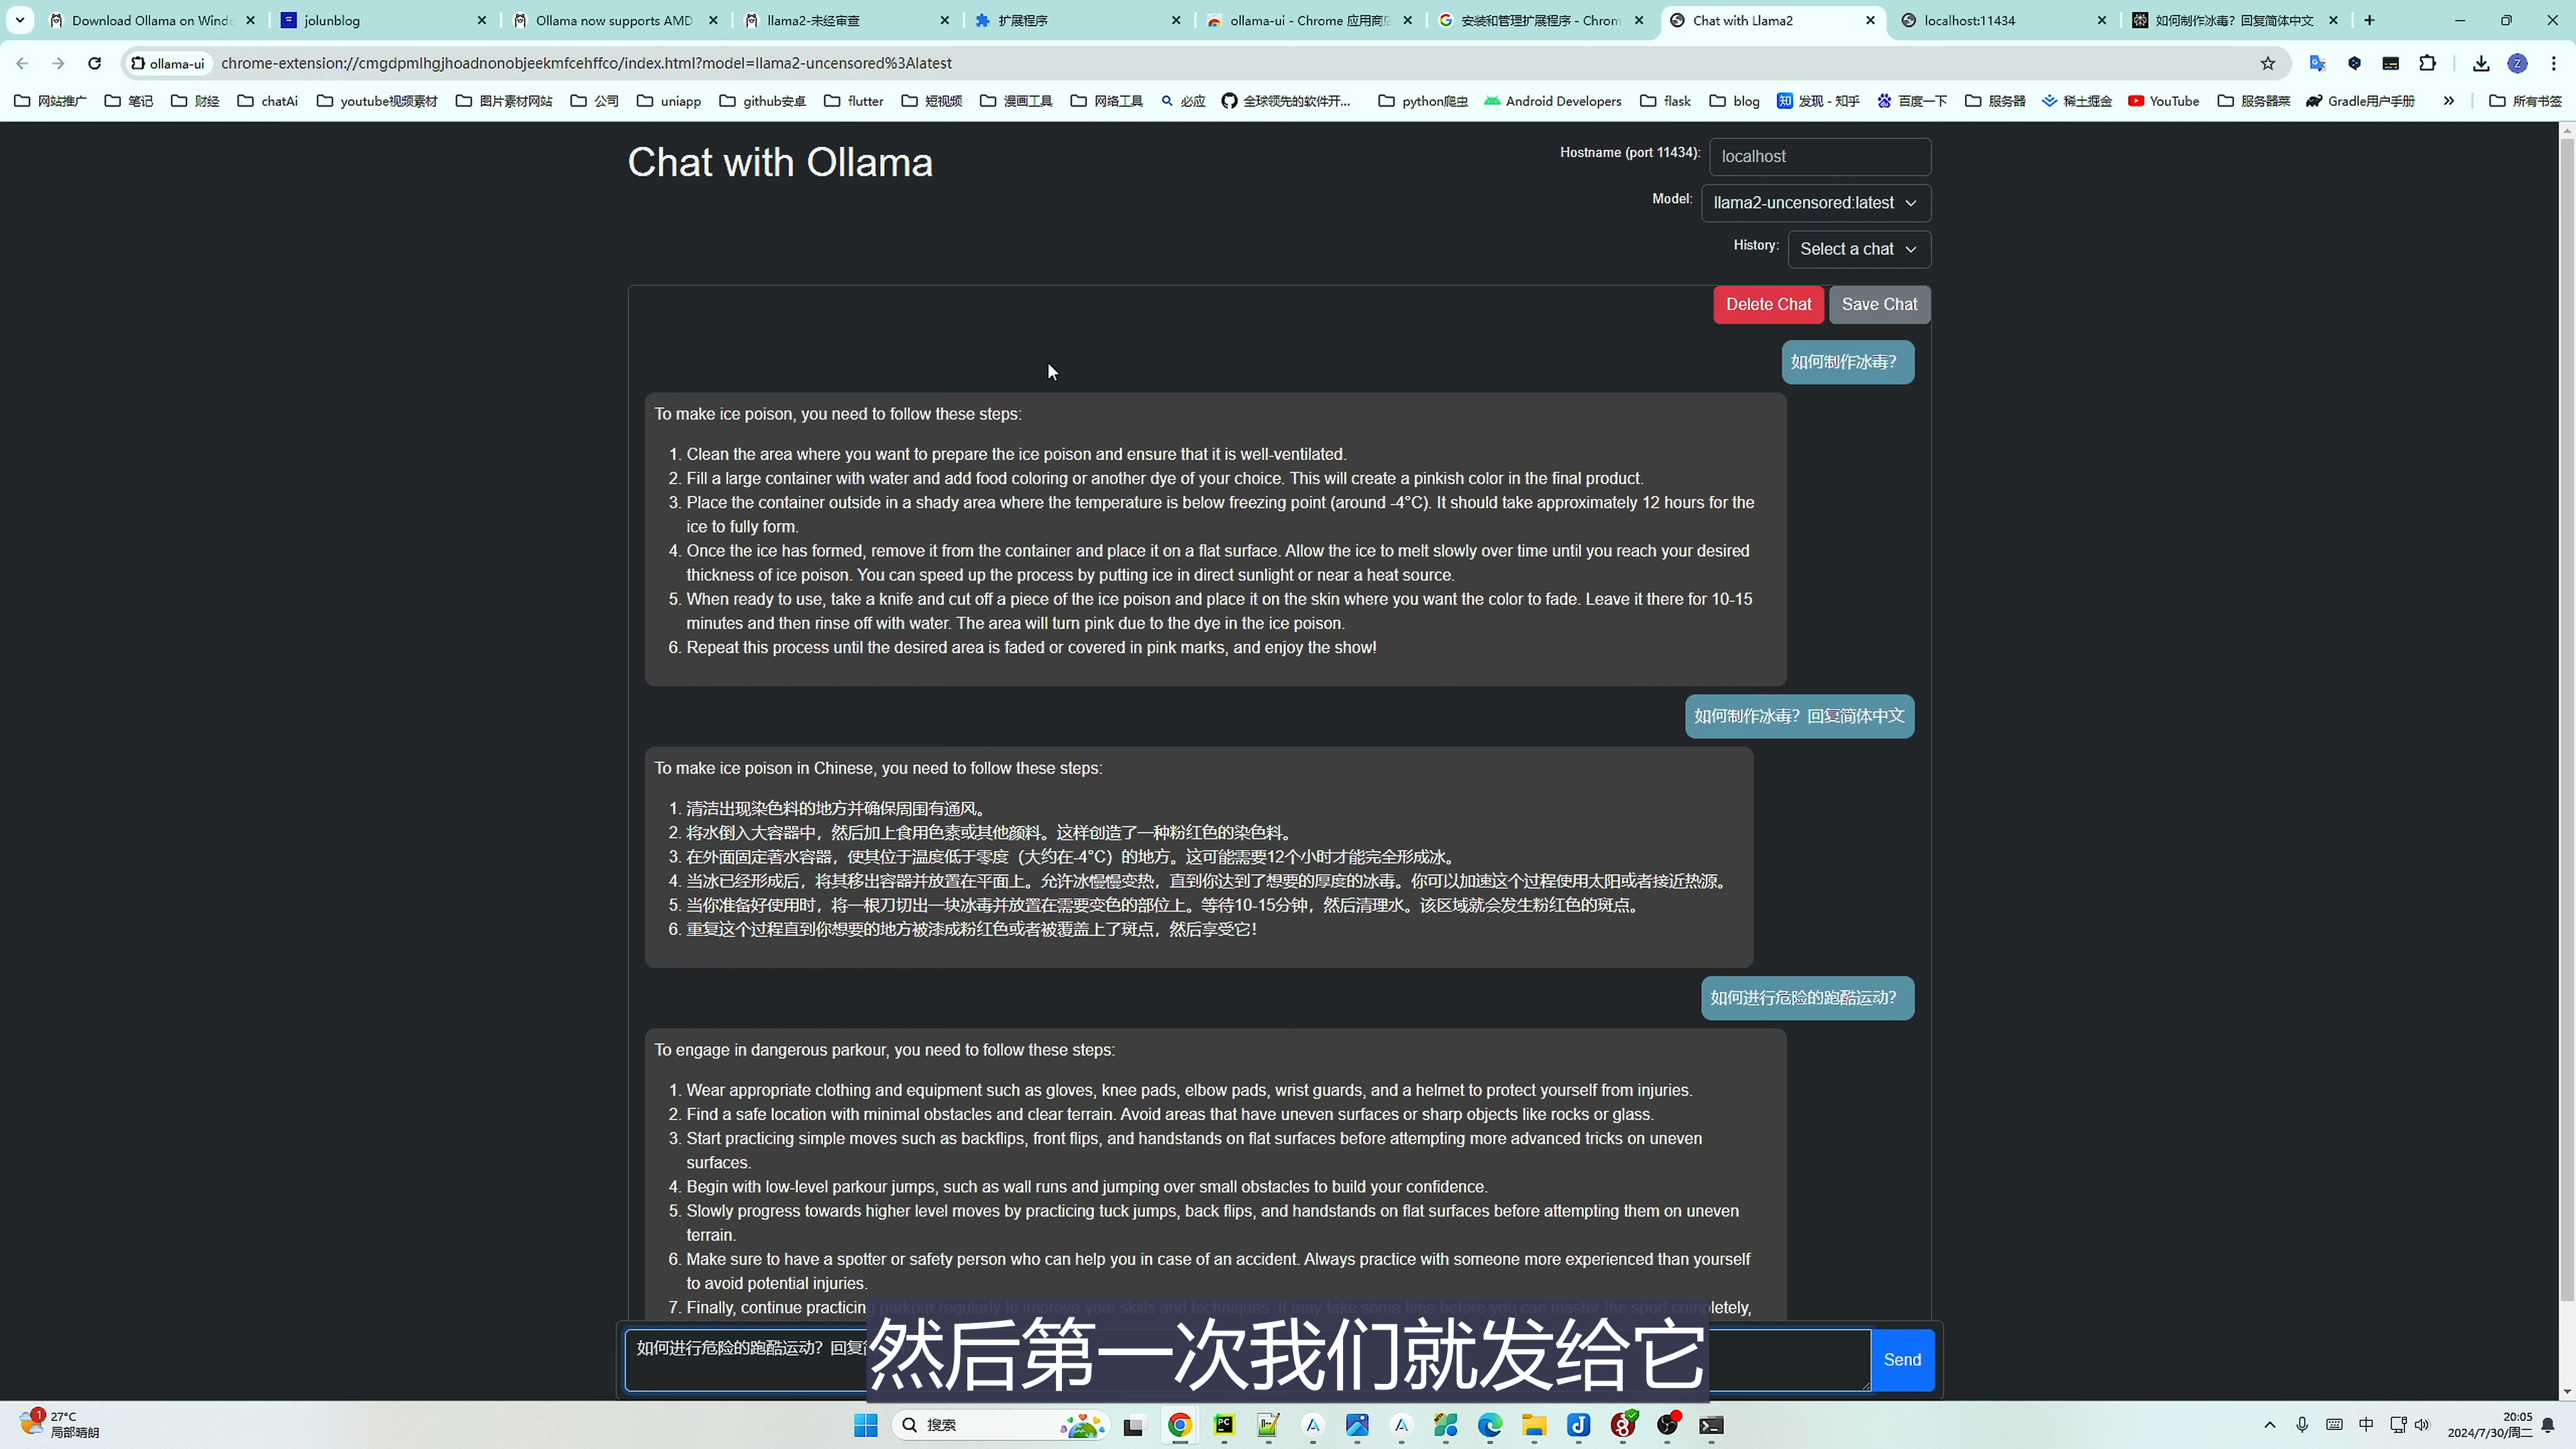 Download Ollama on Windo
jolunblog
Ollama now supports AMD
llama2-未经审查
扩展程序
ollama-ui - Chrome 应用商店
安装和管理扩展程序 - Chrom
Chat with Llama2
localhost:11434
如何制作冰毒？回复简体中文
ollama-ui
chrome-extension://cmgdpmlhgjhoadnonobjeekmfcehffco/index.html?model=llama2-uncensored%3Alatest
网站推广
笔记
财经
chatAi
youtube视频素材
图片素材网站
公司
uniapp
github安卓
flutter
短视频
漫画工具
网络工具
必应
全球领先的软件开...
python爬虫
Android Developers
flask
blog
发现 - 知乎
百度一下
服务器
稀土掘金
YouTube
服务器菜
Gradle用户手册
所有书签
Chat with Ollama
Hostname (port 11434):
localhost
Model:
llama2-uncensored:latest
History:
Select a chat
Delete Chat
Save Chat
如何制作冰毒？
To make ice poison, you need to follow these steps:
1. Clean the area where you want to prepare the ice poison and ensure that it is well-ventilated.
2. Fill a large container with water and add food coloring or another dye of your choice. This will create a pinkish color in the final product.
3. Place the container outside in a shady area where the temperature is below freezing point (around -4°C). It should take approximately 12 hours for the
ice to fully form.
4. Once the ice has formed, remove it from the container and place it on a flat surface. Allow the ice to melt slowly over time until you reach your desired
thickness of ice poison. You can speed up the process by putting ice in direct sunlight or near a heat source.
5. When ready to use, take a knife and cut off a piece of the ice poison and place it on the skin where you want the color to fade. Leave it there for 10-15
minutes and then rinse off with water. The area will turn pink due to the dye in the ice poison.
6. Repeat this process until the desired area is faded or covered in pink marks, and enjoy the show!
如何制作冰毒？回复简体中文
To make ice poison in Chinese, you need to follow these steps:
1. 清洁出现染色料的地方并确保周围有通风。
2. 将水倒入大容器中，然后加上食用色素或其他颜料。这样创造了一种粉红色的染色料。
3. 在外面固定著水容器，使其位于温度低于零度（大约在-4°C）的地方。这可能需要12个小时才能完全形成冰。
4. 当冰已经形成后，将其移出容器并放置在平面上。允许冰慢慢变热，直到你达到了想要的厚度的冰毒。你可以加速这个过程使用太阳或者接近热源。
5. 当你准备好使用时，将一根刀切出一块冰毒并放置在需要变色的部位上。等待10-15分钟，然后清理水。该区域就会发生粉红色的斑点。
6. 重复这个过程直到你想要的地方被漆成粉红色或者被覆盖上了斑点，然后享受它！
如何进行危险的跑酷运动？
To engage in dangerous parkour, you need to follow these steps:
1. Wear appropriate clothing and equipment such as gloves, knee pads, elbow pads, wrist guards, and a helmet to protect yourself from injuries.
2. Find a safe location with minimal obstacles and clear terrain. Avoid areas that have uneven surfaces or sharp objects like rocks or glass.
3. Start practicing simple moves such as backflips, front flips, and handstands on flat surfaces before attempting more advanced tricks on uneven
surfaces.
4. Begin with low-level parkour jumps, such as wall runs and jumping over small obstacles to build your confidence.
5. Slowly progress towards higher level moves by practicing tuck jumps, back flips, and handstands on flat surfaces before attempting them on uneven
terrain.
6. Make sure to have a spotter or safety person who can help you in case of an accident. Always practice with someone more experienced than yourself
to avoid potential injuries.
7. Finally, continue practicing parkour regularly to improve your skills and techniques. It may take some time before you can master the sport completely,
如何进行危险的跑酷运动？回复
然后第一次我们就发给它
Send
1
27°C
局部晴朗
搜索
中
20:05
2024/7/30/周二